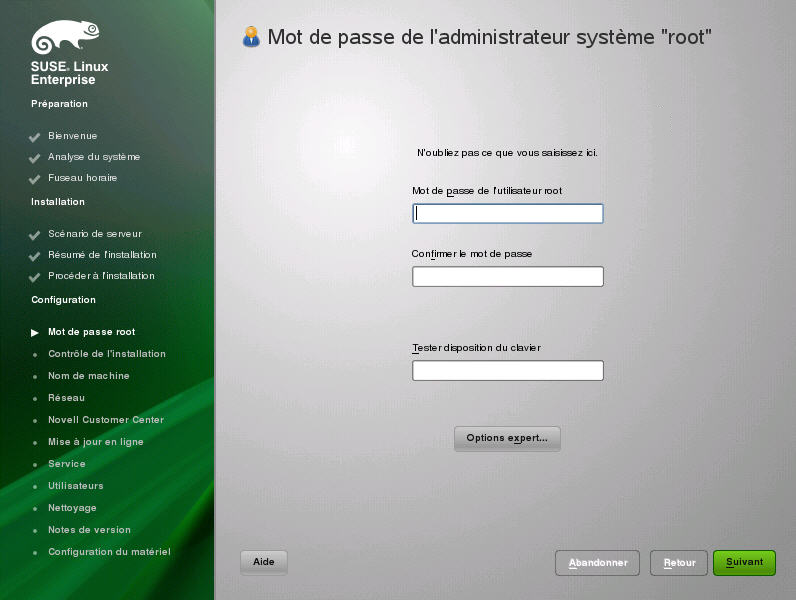 SUSE® Linux
Enterprise
Préparation
Bienvenue
Analyse du système
Fuseau horaire
Installation
Scénario de serveur
Résumé de l'installation
Procéder à l'installation
Configuration
Mot de passe root
Contrôle de l'installation
Nom de machine
Réseau
Novell Customer Center
Mise à jour en ligne
Service
Utilisateurs
Nettoyage
Notes de version
Configuration du matériel
Mot de passe de l'administrateur système "root"
N'oubliez pas ce que vous saisissez ici.
Mot de passe de l'utilisateur root
Confirmer le mot de passe
Tester disposition du clavier
Options expert...
Aide
Abandonner
Retour
Suivant